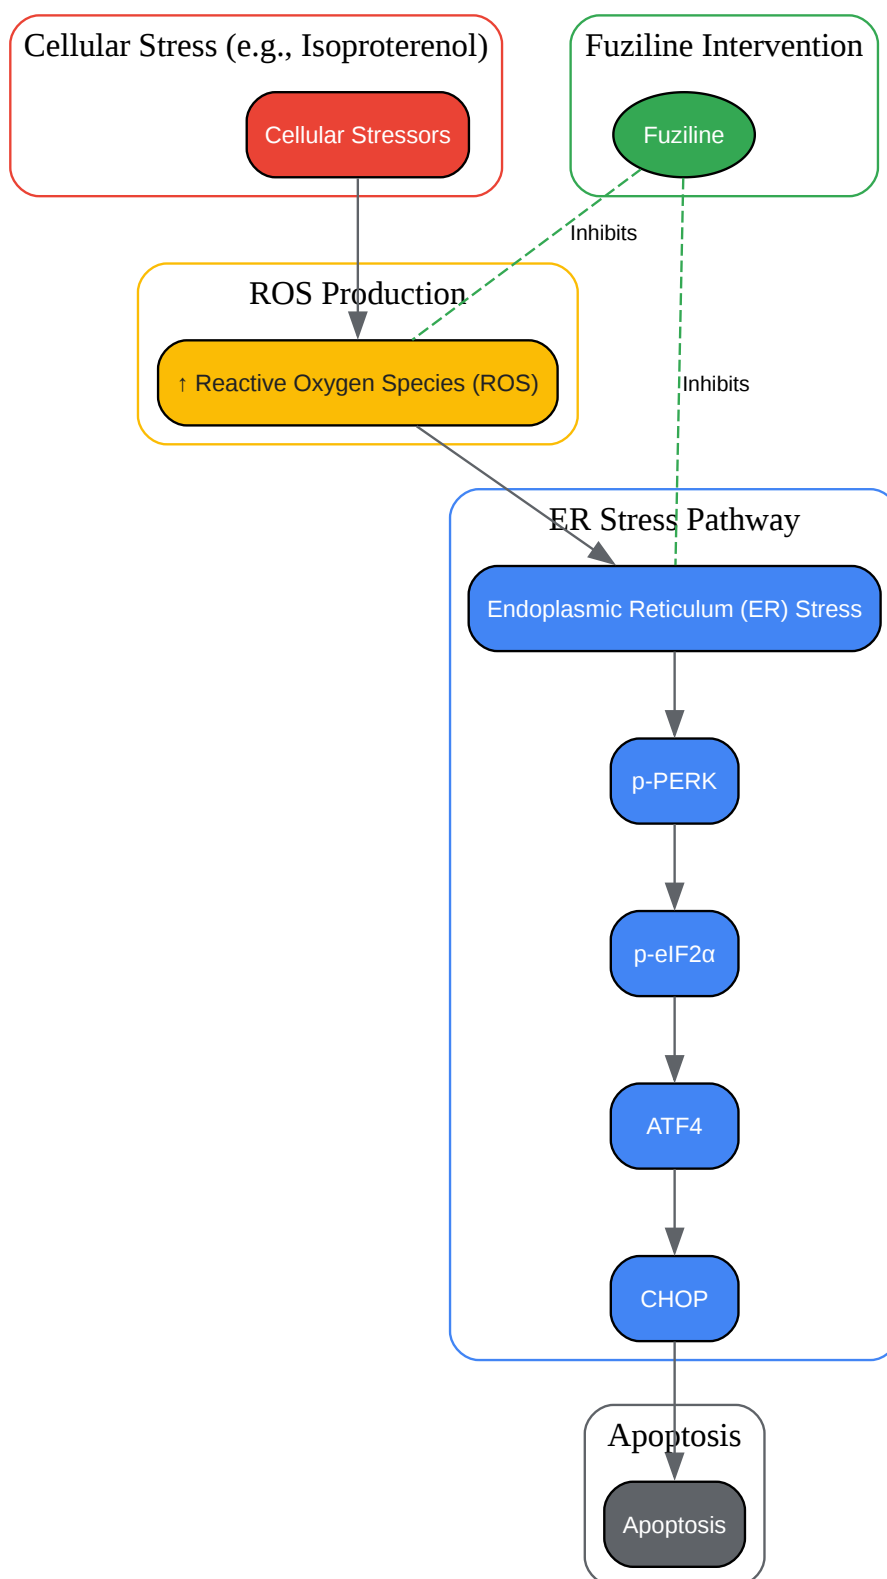 Cellular Stress (e.g., Isoproterenol)
Fuziline Intervention
Cellular Stressors
Fuziline
Inhibits
ROS Production
↑ Reactive Oxygen Species (ROS)
Inhibits
ER Stress Pathway
Endoplasmic Reticulum (ER) Stress
p-PERK
p-eIF2α
ATF4
CHOP
Apoptosis
Apoptosis